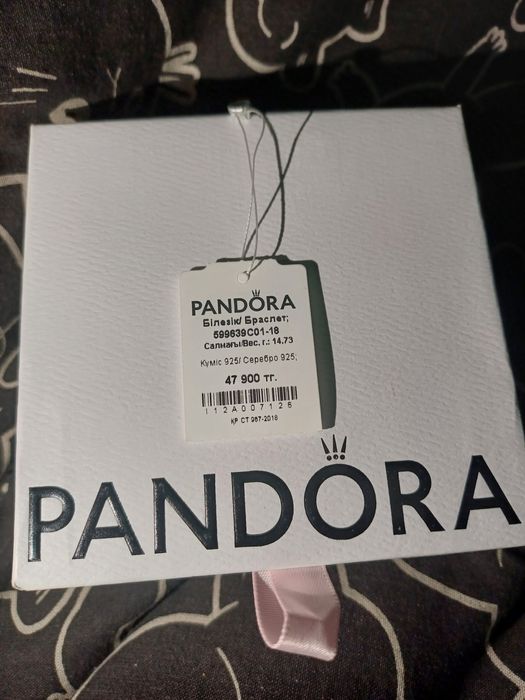 PANDORA
Білезік/ Браслет;
599639C01-18
Салмағы/Вес, г.: 14.73
Күміс 925/ Серебро 925;
47 900 тг.
I12A007126
ҚР СТ 987-2018
PANDORA